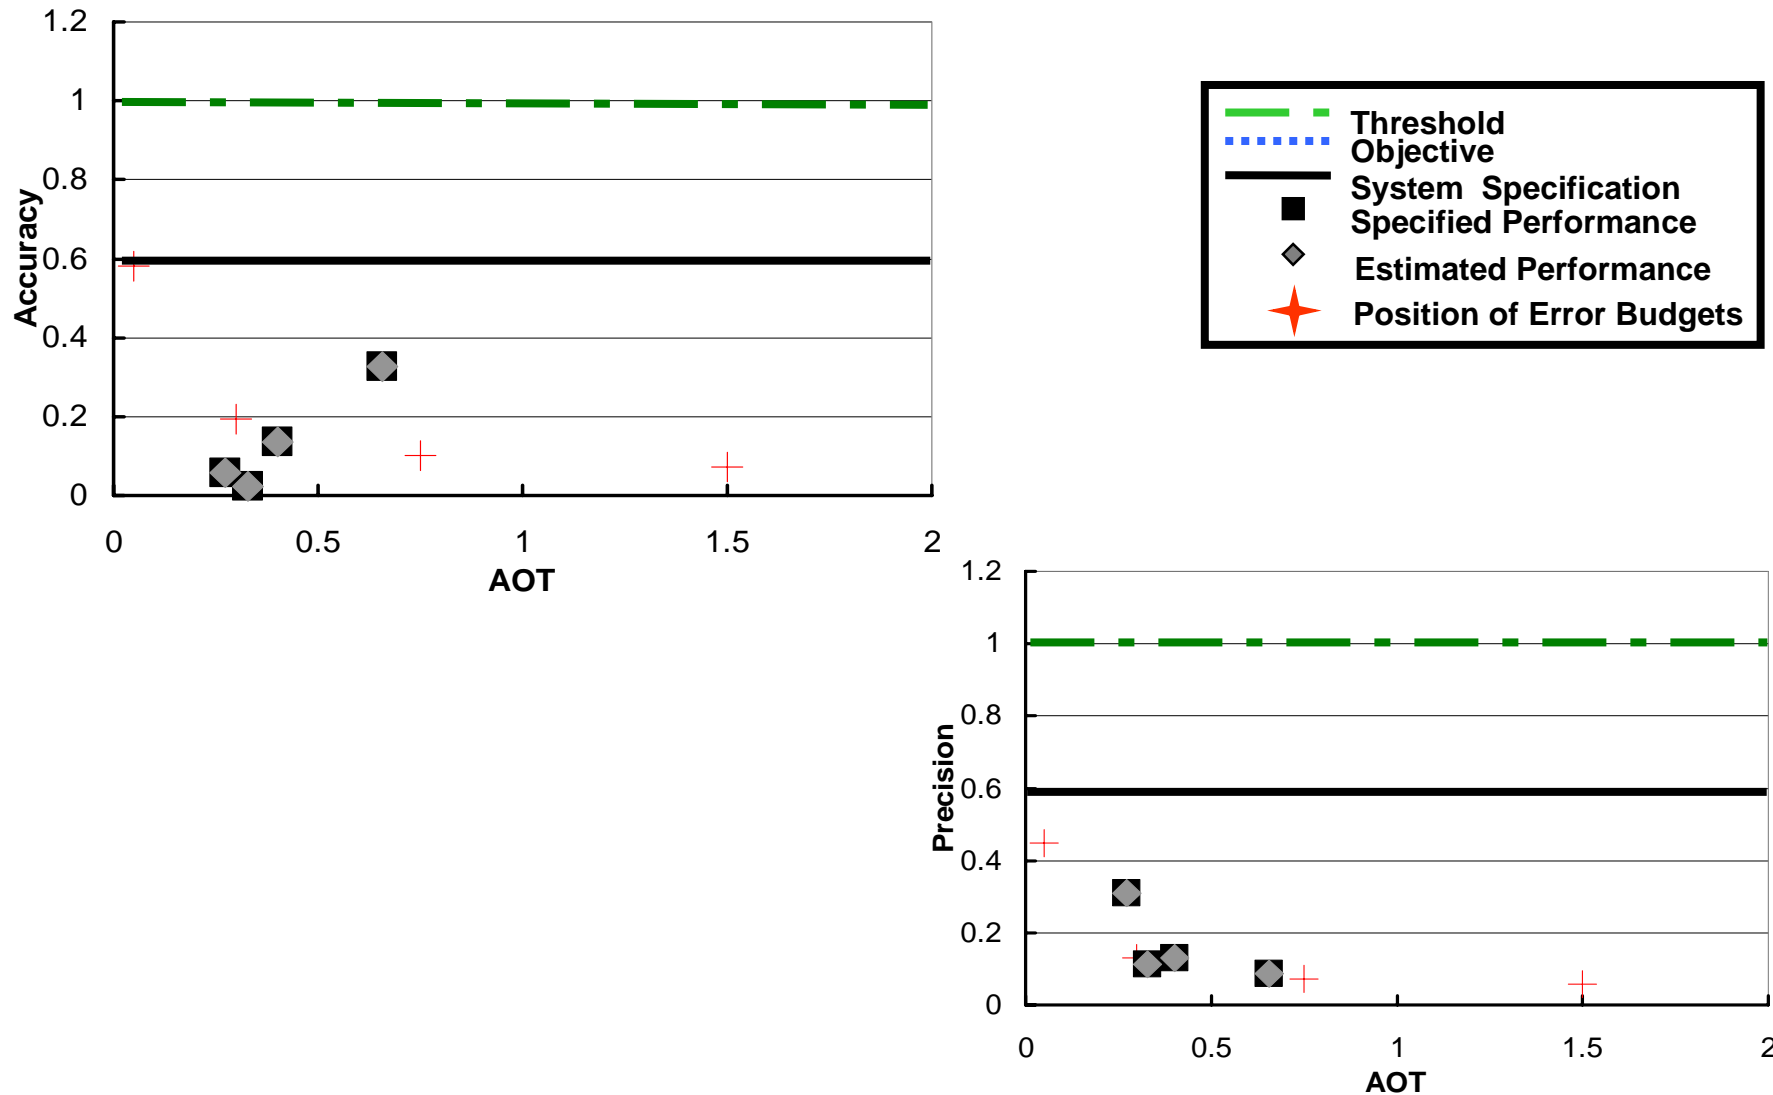 1.2
1
0.8
0.6
0.4
0.2
0
Accuracy
0 0.5 1 1.5 2
AOT
Threshold
Objective
System Specification
Specified Performance
Estimated Performance
Position of Error Budgets
1.2
1
0.8
0.6
0.4
0.2
0
Precision
0 0.5 1 1.5 2
AOT